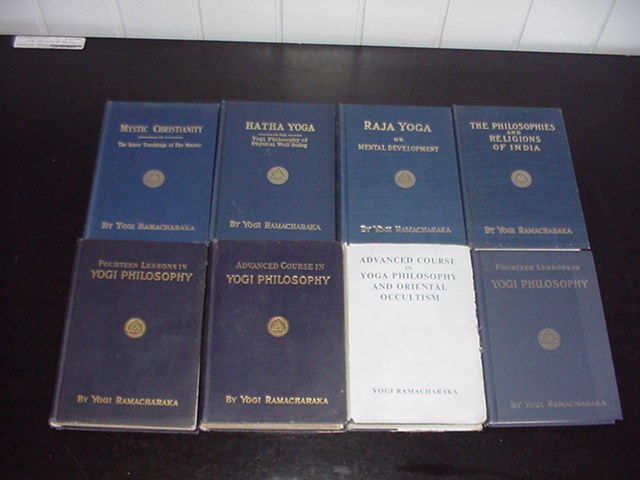 MYSTIC CHRISTIANITY
OR
The Inner Teachings of The Master
BY YOGI RAMACHARAKA
HATHA YOGA
OR THE
Yogi Philosophy of
Physical Well-Being
BY YOGI RAMACHARAKA
RAJA YOGA
OR
MENTAL DEVELOPMENT
BY YOGI RAMACHARAKA
THE PHILOSOPHIES
AND
RELIGIONS
OF INDIA
BY YOGI RAMACHARAKA
FOURTEEN LESSONS IN
YOGI PHILOSOPHY
BY YOGI RAMACHARAKA
ADVANCED COURSE IN
YOGI PHILOSOPHY
BY YOGI RAMACHARAKA
ADVANCED COURSE
IN
YOGA PHILOSOPHY
AND ORIENTAL
OCCULTISM
YOGI RAMACHARAKA
FOURTEEN LESSONS IN
YOGI PHILOSOPHY
BY YOGI RAMACHARAKA